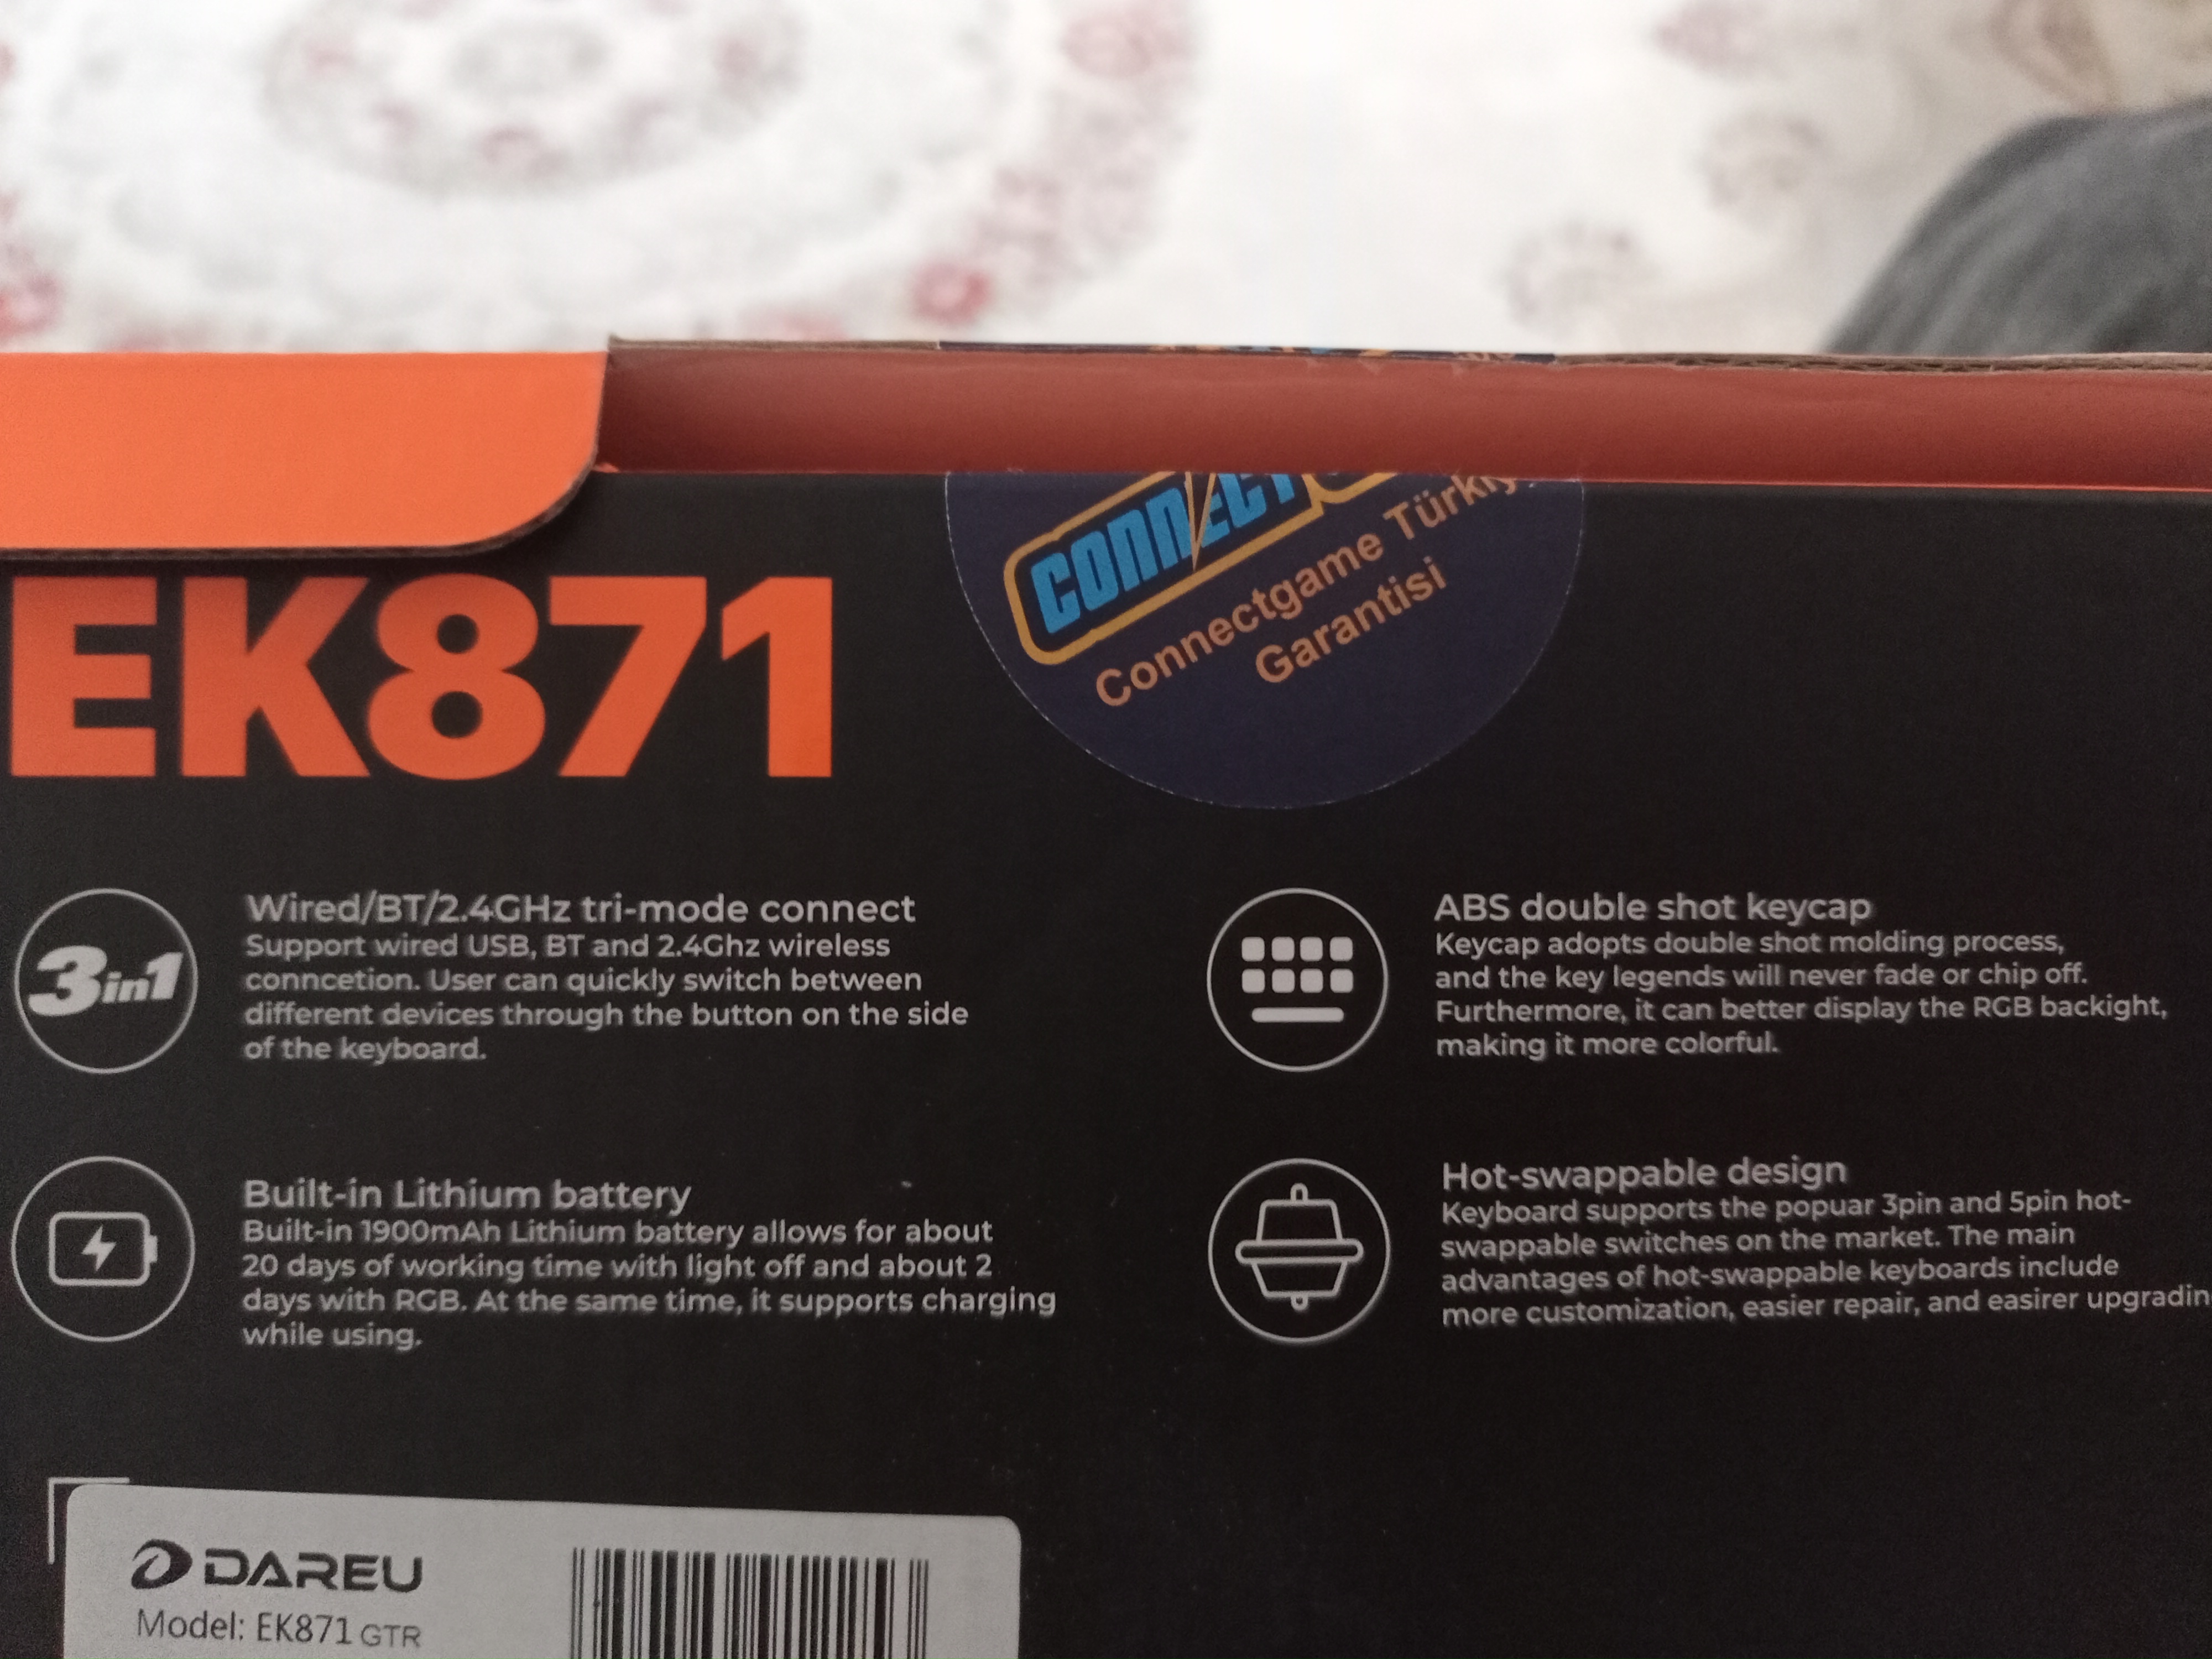 CONNECT
Connectgame
Garantisi
EK871
3in1
Wired/BT/2.4GHz tri-mode connect
Support wired USB, BT and 2.4Ghz wireless
conncetion. User can quickly switch between
different devices through the button on the side
of the keyboard.
Built-in Lithium battery
Built-in 1900mAh Lithium battery allows for about
20 days of working time with light off and about 2
days with RGB. At the same time, it supports charging
while using.
ABS double shot keycap
Keycap adopts double shot molding process,
and the key legends will never fade or chip off.
Furthermore, it can better display the RGB backight,
making it more colorful.
Hot-swappable design
Keyboard supports the popuar 3pin and 5pin hot-
swappable switches on the market. The main
advantages of hot-swappable keyboards include
more customization, easier repair, and easirer upgradin
DAREU
Model: EK871 GTR